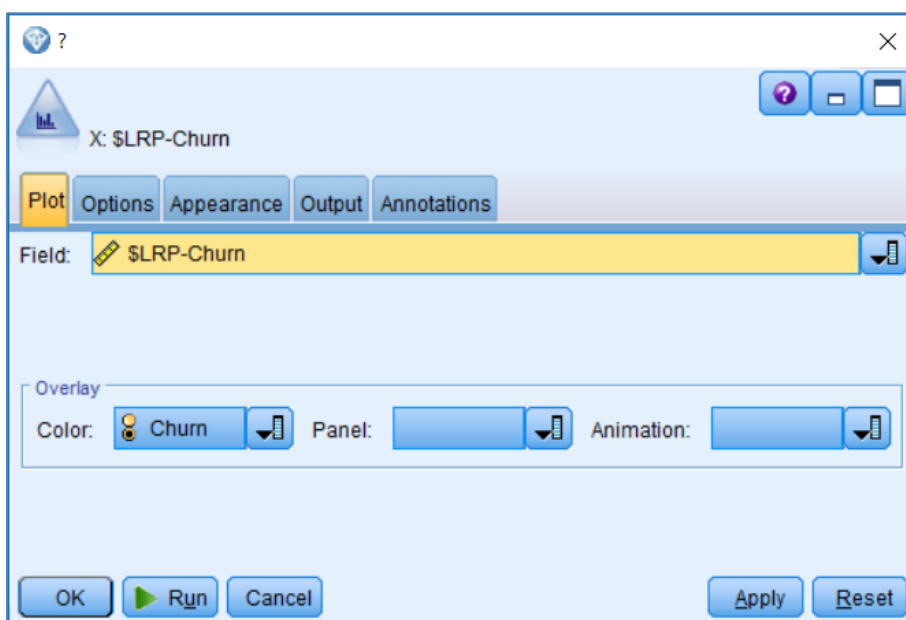 ?
X: $LRP-Churn
Plot Options Appearance Output Annotations
Field: $LRP-Churn
Overlay
Color: Churn Panel: Animation:
OK Run Cancel Apply Reset